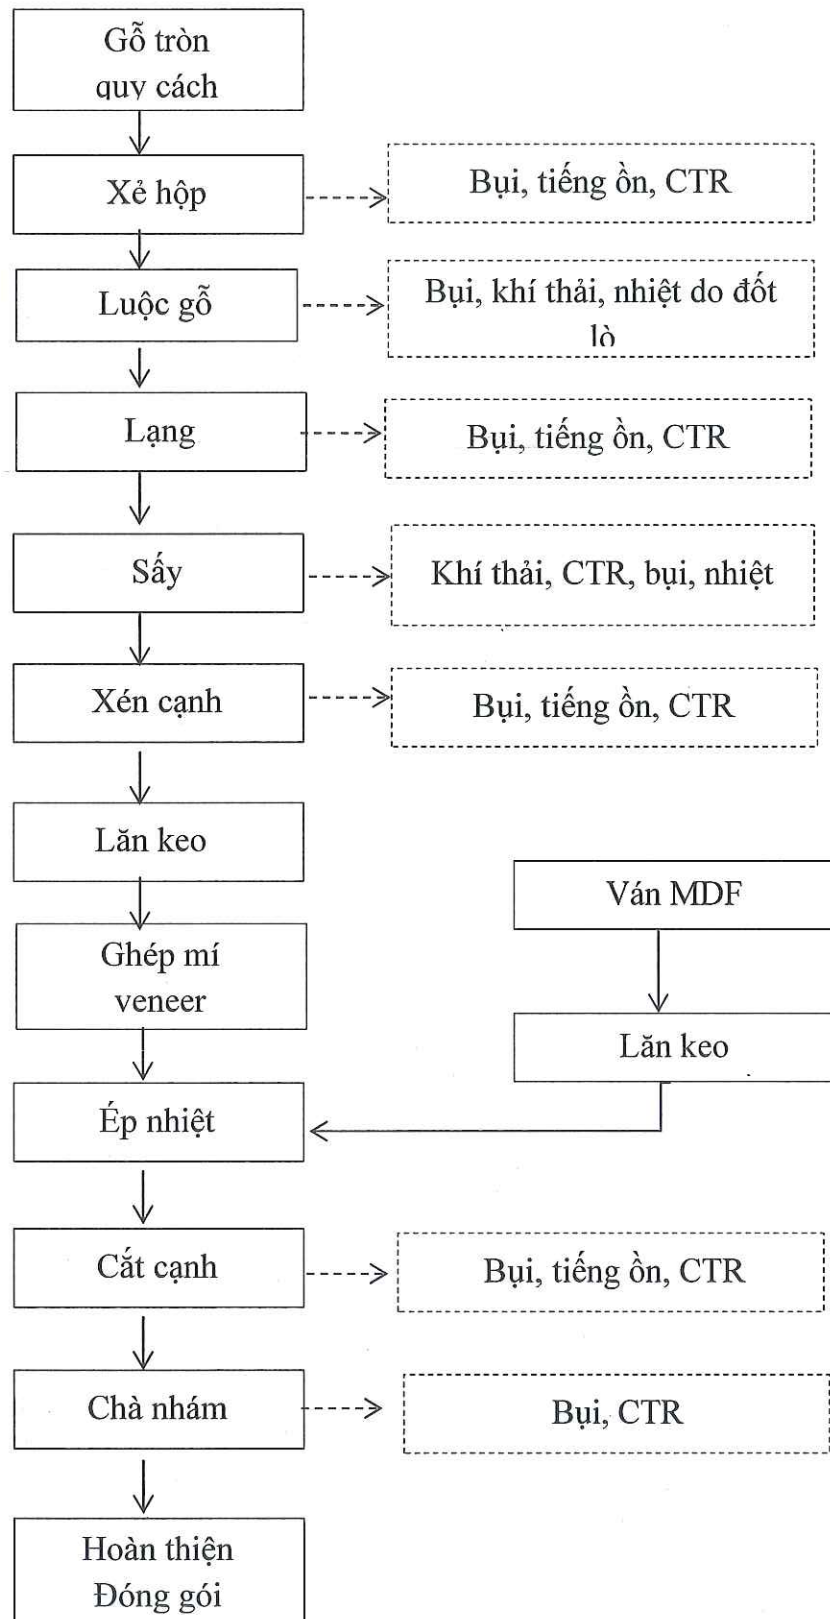 Gỗ tròn
quy cách
Xẻ hộp
Bụi, tiếng ồn, CTR
Luộc gỗ
Bụi, khí thải, nhiệt do đốt
lò
Lạng
Bụi, tiếng ồn, CTR
Sấy
Khí thải, CTR, bụi, nhiệt
Xén cạnh
Bụi, tiếng ồn, CTR
Lăn keo
Ván MDF
Ghép mí
veneer
Lăn keo
Ép nhiệt
Cắt cạnh
Bụi, tiếng ồn, CTR
Chà nhám
Bụi, CTR
Hoàn thiện
Đóng gói